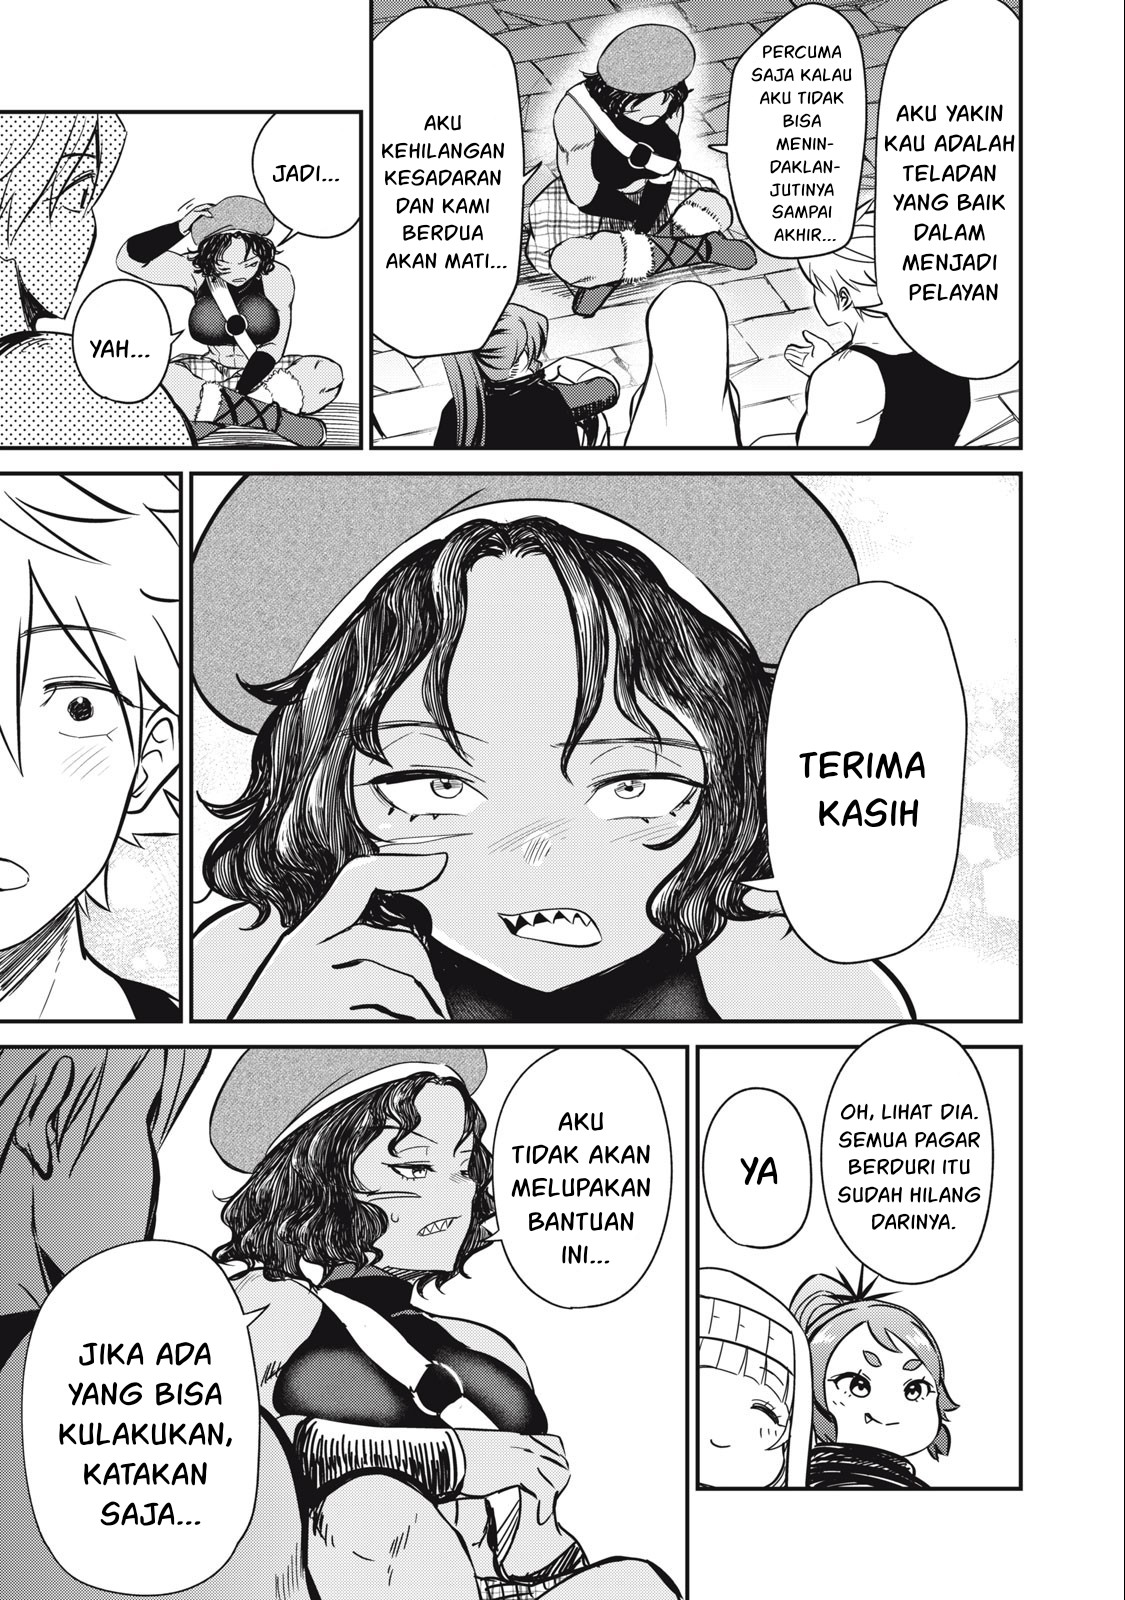 AKU YAKIN
KAU ADALAH
TELADAN
YANG BAIK
DALAM
MENJADI
PELAYAN
PERCUMA
SAJA KALAU
AKU TIDAK
BISA
MENIN-
DAKLAN-
JUTINYA
SAMPAI
AKHIR...
AKU
KEHILANGAN
KESADARAN
DAN KAMI
BERDUA
AKAN MATI...
JADI...
YAH...
TERIMA
KASIH
OH, LIHAT DIA.
SEMUA PAGAR
BERDURI ITU
SUDAH HILANG
DARINYA.
YA
AKU
TIDAK AKAN
MELUPAKAN
BANTUAN
INI...
JIKA ADA
YANG BISA
KULAKUKAN,
KATAKAN
SAJA...